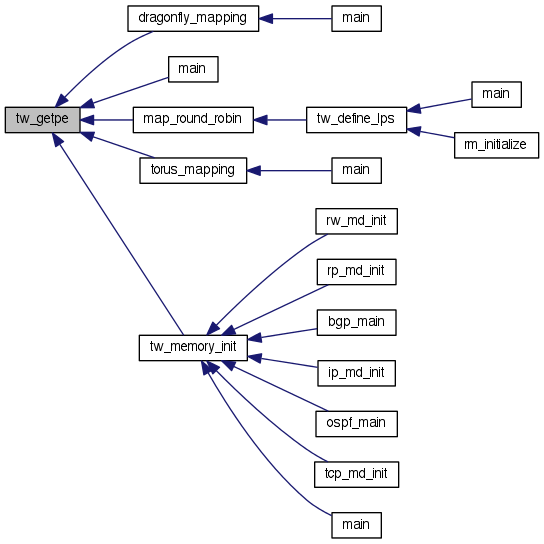 dragonfly_mapping
main
main
tw_getpe
map_round_robin
tw_define_lps
main
rm_initialize
torus_mapping
main
rw_md_init
rp_md_init
bgp_main
tw_memory_init
ip_md_init
ospf_main
tcp_md_init
main